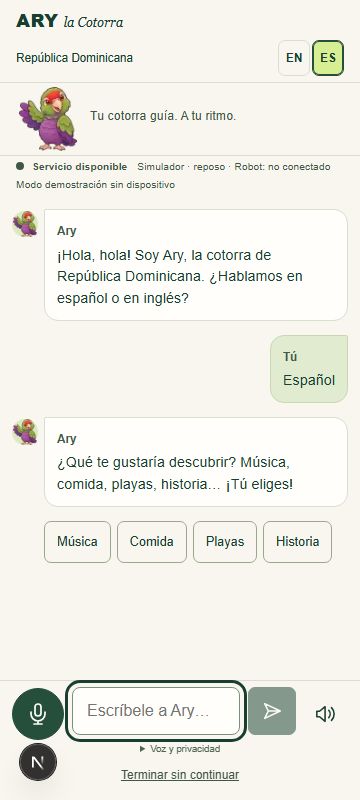 ARY la Cotorra
República Dominicana
EN
ES
Tu cotorra guía. A tu ritmo.
Servicio disponible Simulador · reposo · Robot: no conectado
Modo demostración sin dispositivo
Ary
¡Hola, hola! Soy Ary, la cotorra de
República Dominicana. ¿Hablamos en
español o en inglés?
Tú
Español
Ary
¿Qué te gustaría descubrir? Música,
comida, playas, historia… ¡Tú eliges!
Música
Comida
Playas
Historia
Escríbele a Ary…
N
Voz y privacidad
Terminar sin continuar